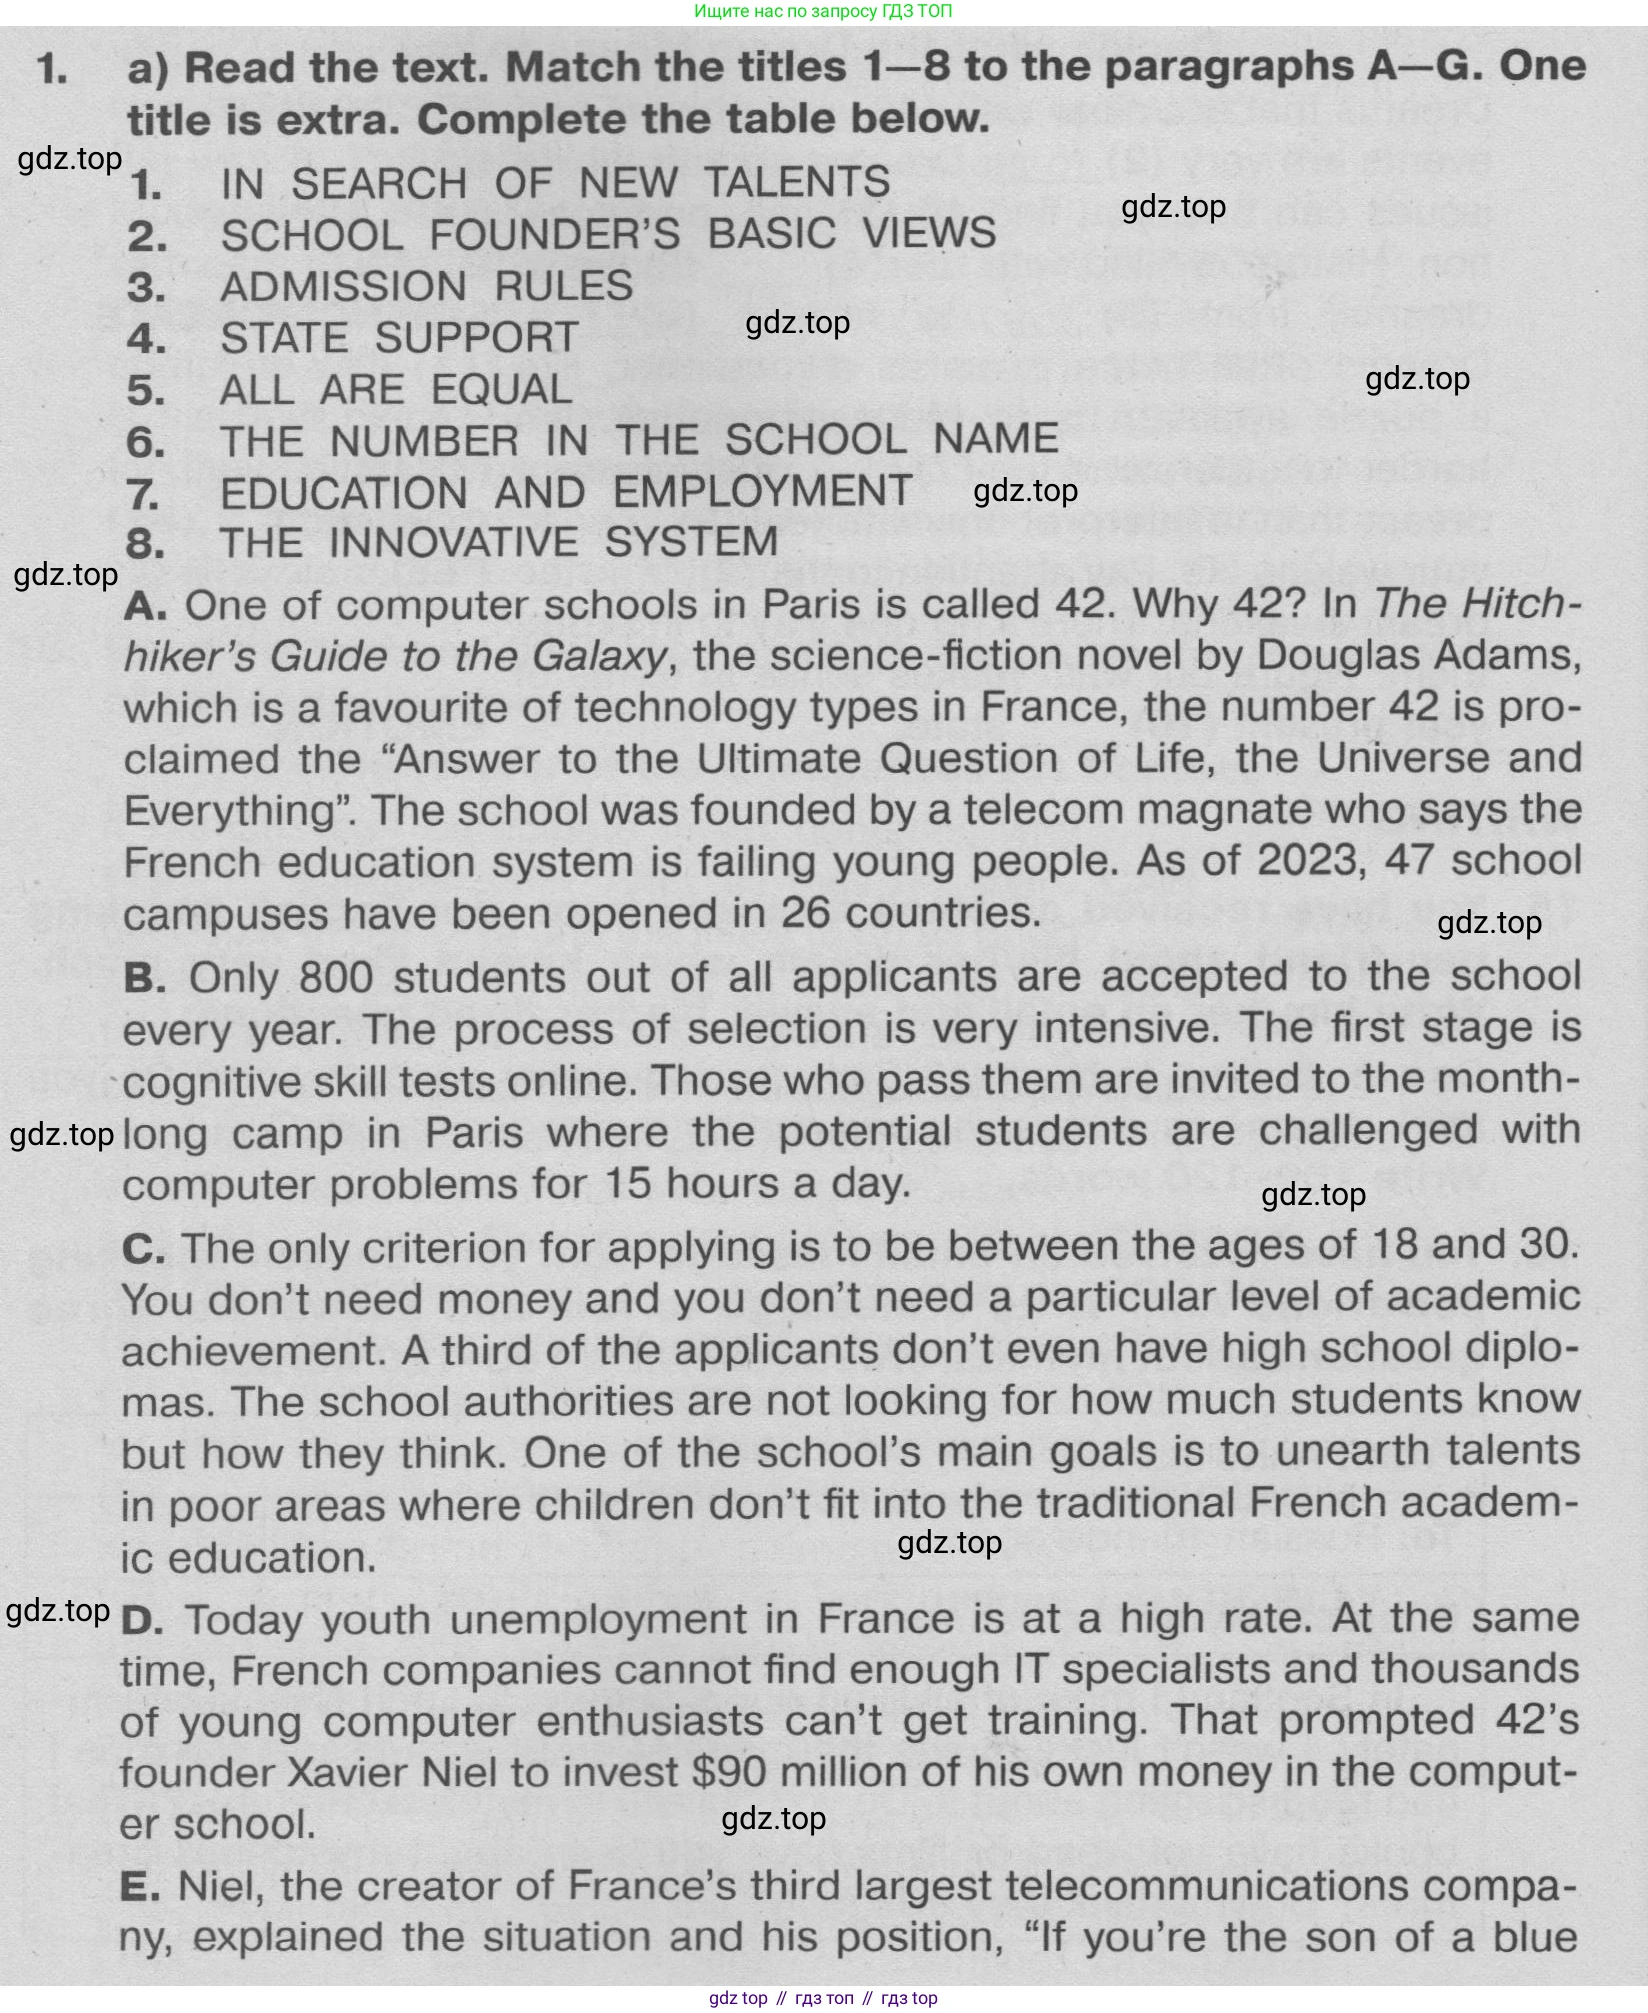 Ищите нас по запросу ГДЗ ТОП
1. a) Read the text. Match the titles 1—8 to the paragraphs A—G. One
title is extra. Complete the table below.
gdz.top
1. IN SEARCH OF NEW TALENTS
gdz.top
2. SCHOOL FOUNDER'S BASIC VIEWS
3. ADMISSION RULES
gdz.top
4. STATE SUPPORT
gdz.top
5. ALL ARE EQUAL
6. THE NUMBER IN THE SCHOOL NAME
7. EDUCATION AND EMPLOYMENT
gdz.top
8. THE INNOVATIVE SYSTEM
gdz.top
A. One of computer schools in Paris is called 42. Why 42? In The Hitch-
hiker's Guide to the Galaxy, the science-fiction novel by Douglas Adams,
which is a favourite of technology types in France, the number 42 is pro-
claimed the “Answer to the Ultimate Question of Life, the Universe and
Everything”. The school was founded by a telecom magnate who says the
French education system is failing young people. As of 2023, 47 school
campuses have been opened in 26 countries.
gdz.top
B. Only 800 students out of all applicants are accepted to the school
every year. The process of selection is very intensive. The first stage is
cognitive skill tests online. Those who pass them are invited to the month-
gdz.top
long camp in Paris where the potential students are challenged with
computer problems for 15 hours a day.
gdz.top
C. The only criterion for applying is to be between the ages of 18 and 30.
You don't need money and you don't need a particular level of academic
achievement. A third of the applicants don't even have high school diplo-
mas. The school authorities are not looking for how much students know
but how they think. One of the school's main goals is to unearth talents
in poor areas where children don't fit into the traditional French academ-
gdz.top
ic education.
gdz.top
D. Today youth unemployment in France is at a high rate. At the same
time, French companies cannot find enough IT specialists and thousands
of young computer enthusiasts can't get training. That prompted 42's
founder Xavier Niel to invest $90 million of his own money in the comput-
er school.
gdz.top
E. Niel, the creator of France's third largest telecommunications compa-
ny, explained the situation and his position, “If you're the son of a blue
gdz top // гдз топ // гдз top